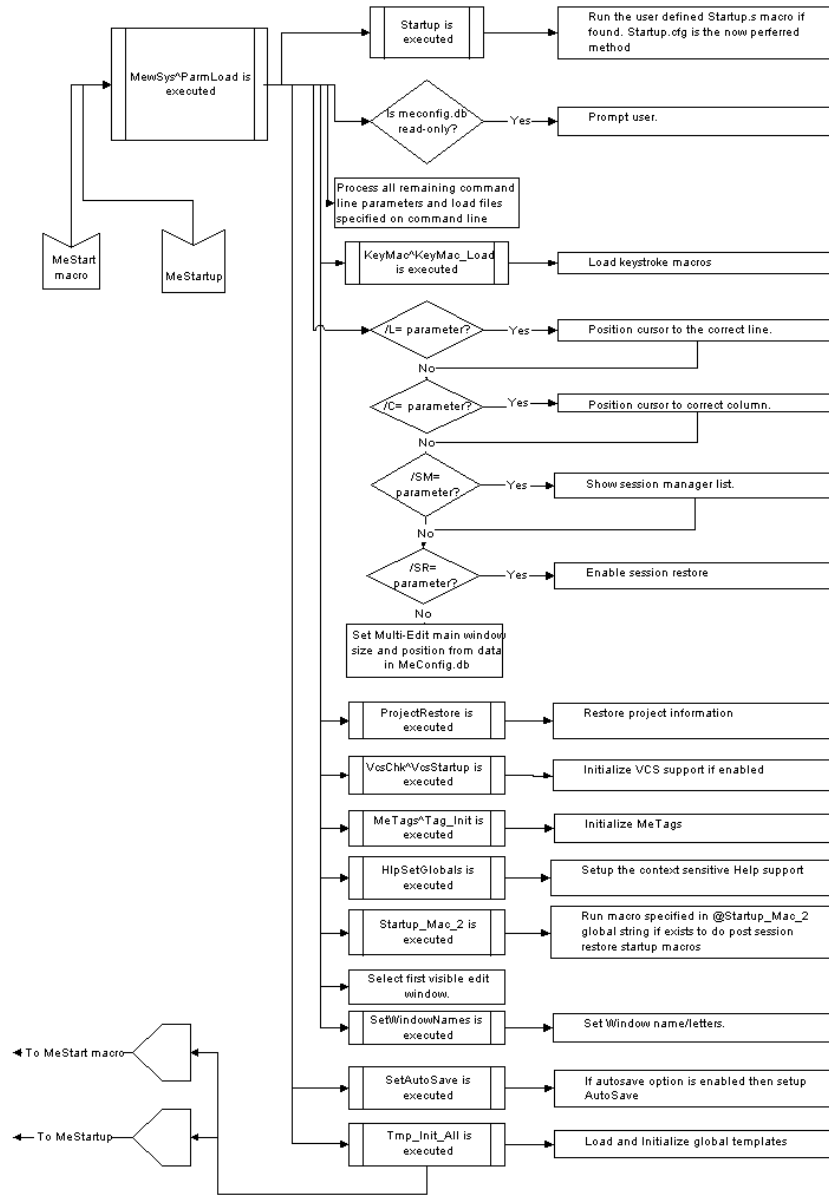 Startup is
executed
Run the user defined Startup.s macro if
found. Startup.cfg is the now perferred
method
MewSys^ParmLoad is
executed
Is meconfig.db
read-only?
Yes
Prompt user.
Process all remaining command
line parameters and load files
specified on command line
MeStart
macro
MeStartup
KeyMac^KeyMac_Load
is executed
Load keystroke macros
/L= parameter?
Yes
Position cursor to the correct line.
No
/C= parameter?
Yes
Position cursor to correct column.
No
/SM=
parameter?
Yes
Show session manager list.
No
/SR=
parameter?
Yes
Enable session restore
No
Set Multi-Edit main window
size and position from data
in MeConfig.db
ProjectRestore is
executed
Restore project information
VcsChk^VcsStartup is
executed
Initialize VCS support if enabled
MeTags^Tag_Init is
executed
Initialize MeTags
HlpSetGlobals is
executed
Setup the context sensitive Help support
Startup_Mac_2 is
executed
Run macro specified in @Startup_Mac_2
global string if exists to do post session
restore startup macros
Select first visible edit
window.
SetWindowNames is
executed
Set Window name/letters.
To MeStart macro
SetAutoSave is
executed
If autosave option is enabled then setup
AutoSave
To MeStartup
Tmp_Init_All is
executed
Load and Initialize global templates